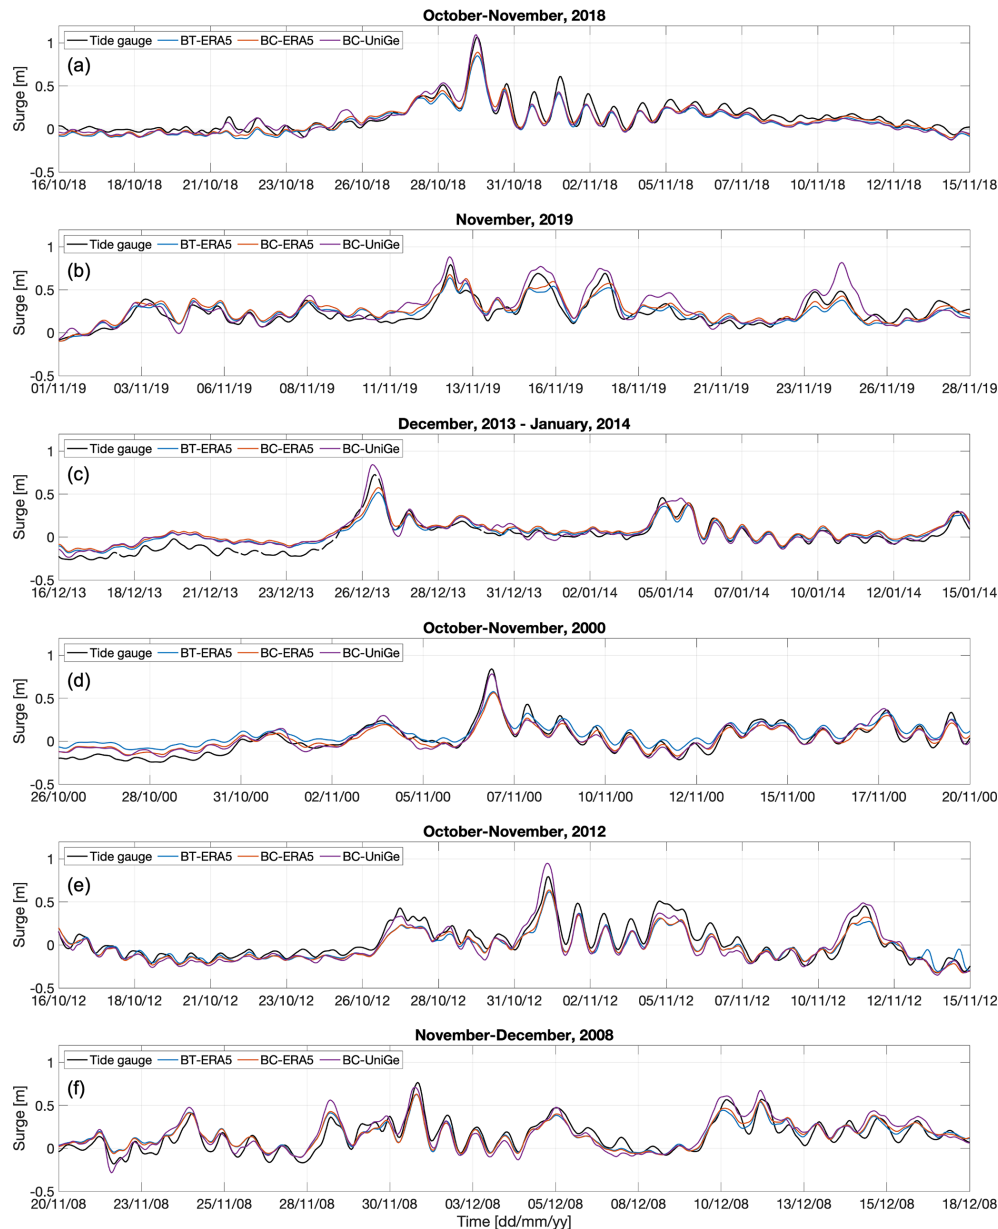 October-November, 2018
Tide gauge BT-ERA5 BC-ERA5 BC-UniGe
(a)
Surge [m]
1
0.5
0
-0.5
16/10/18 18/10/18 21/10/18 23/10/18 26/10/18 28/10/18 31/10/18 02/11/18 05/11/18 07/11/18 10/11/18 12/11/18 15/11/18
November, 2019
Tide gauge BT-ERA5 BC-ERA5 BC-UniGe
(b)
Surge [m]
1
0.5
0
-0.5
01/11/19 03/11/19 06/11/19 08/11/19 11/11/19 13/11/19 16/11/19 18/11/19 21/11/19 23/11/19 26/11/19 28/11/19
December, 2013 - January, 2014
Tide gauge BT-ERA5 BC-ERA5 BC-UniGe
(c)
Surge [m]
1
0.5
0
-0.5
16/12/13 18/12/13 21/12/13 23/12/13 26/12/13 28/12/13 31/12/13 02/01/14 05/01/14 07/01/14 10/01/14 12/01/14 15/01/14
October-November, 2000
Tide gauge BT-ERA5 BC-ERA5 BC-UniGe
(d)
Surge [m]
1
0.5
0
-0.5
26/10/00 28/10/00 31/10/00 02/11/00 05/11/00 07/11/00 10/11/00 12/11/00 15/11/00 17/11/00 20/11/00
October-November, 2012
Tide gauge BT-ERA5 BC-ERA5 BC-UniGe
(e)
Surge [m]
1
0.5
0
-0.5
16/10/12 18/10/12 21/10/12 23/10/12 26/10/12 28/10/12 31/10/12 02/11/12 05/11/12 07/11/12 10/11/12 12/11/12 15/11/12
November-December, 2008
Tide gauge BT-ERA5 BC-ERA5 BC-UniGe
(f)
Surge [m]
1
0.5
0
-0.5
20/11/08 23/11/08 25/11/08 28/11/08 30/11/08 03/12/08 05/12/08 08/12/08 10/12/08 13/12/08 15/12/08 18/12/08
Time [dd/mm/yy]